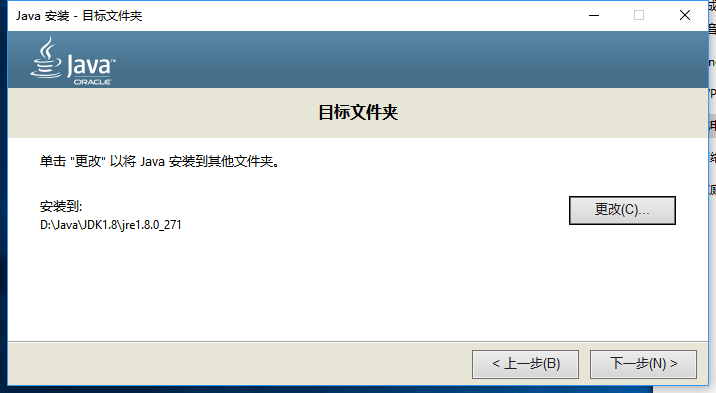 Java 安装 - 目标文件夹
Java™
ORACLE
目标文件夹
单击 "更改" 以将 Java 安装到其他文件夹。
安装到:
D:\Java\JDK1.8\jre1.8.0_271
更改(C)...
< 上一步(B)
下一步(N) >